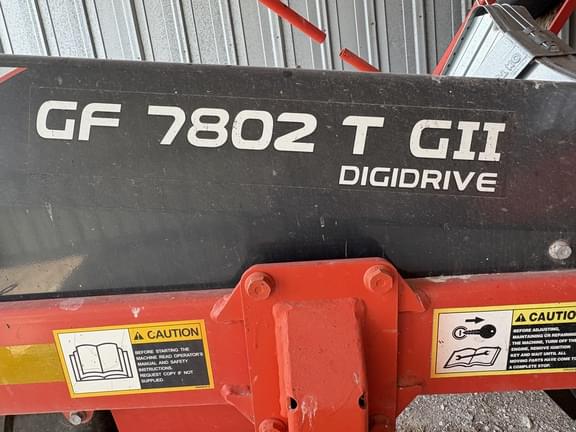 GF 7802 T GII
DIGIDRIVE
CAUTION
BEFORE STARTING THE
MACHINE READ OPERATOR'S
MANUAL AND SAFETY
INSTRUCTIONS.
REQUEST COPY IF NOT
SUPPLIED.
CAUTION
BEFORE ADJUSTING,
MAINTAINING OR REPAIRING
THE MACHINE, TURN OFF THE
ENGINE, REMOVE IGNITION
KEY AND WAIT UNTIL ALL
MOVING PARTS HAVE COME TO
A COMPLETE STOP.